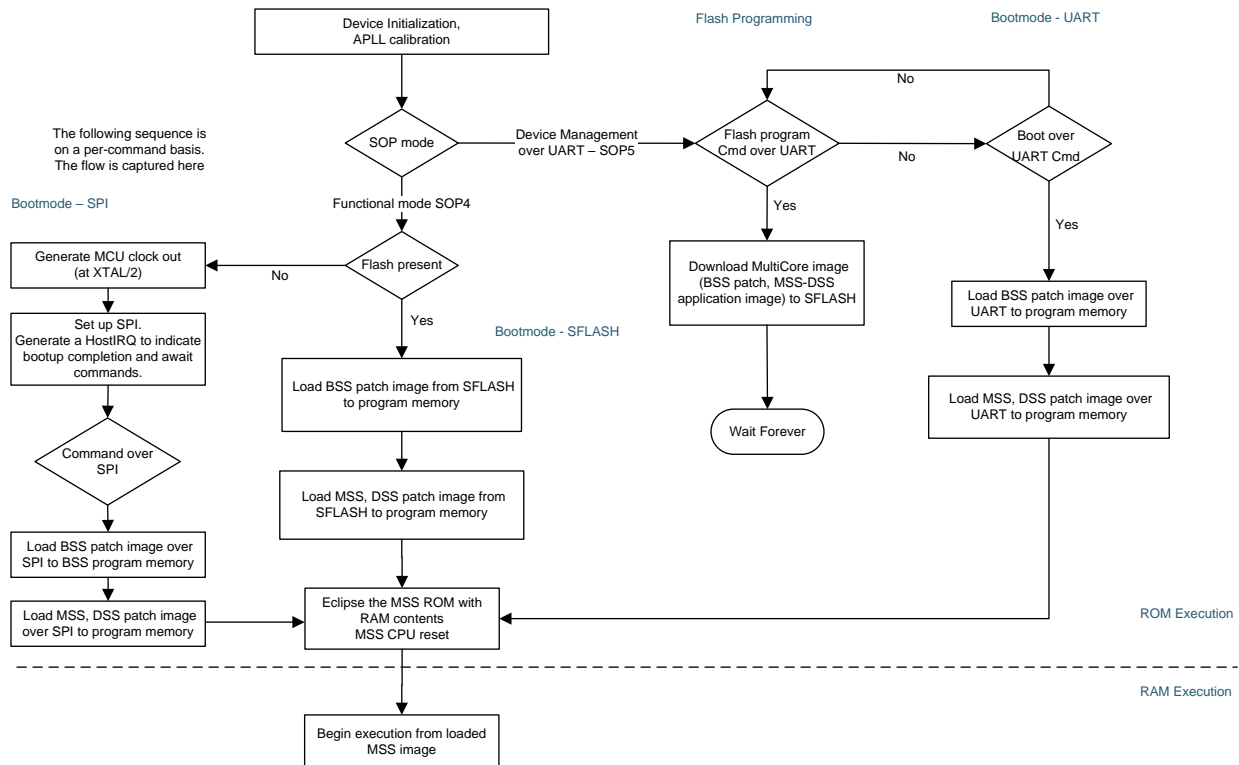 Device Initialization,
APLL calibration
Flash Programming
Bootmode - UART
No
The following sequence is
on a per-command basis.
The flow is captured here
SOP mode
Device Management
over UART – SOP5
Flash program
Cmd over UART
No
Boot over
UART Cmd
Bootmode – SPI
Functional mode SOP4
Yes
Yes
Generate MCU clock out
(at XTAL/2)
No
Flash present
Download MultiCore image
(BSS patch, MSS-DSS
application image) to SFLASH
Load BSS patch image over
UART to program memory
Set up SPI.
Generate a HostIRQ to indicate
bootup completion and await
commands.
Yes
Bootmode - SFLASH
Load BSS patch image from SFLASH
to program memory
Load MSS, DSS patch image over
UART to program memory
Wait Forever
Command over
SPI
Load MSS, DSS patch image from
SFLASH to program memory
Load BSS patch image over
SPI to BSS program memory
Load MSS, DSS patch image
over SPI to program memory
Eclipse the MSS ROM with
RAM contents
MSS CPU reset
ROM Execution
RAM Execution
Begin execution from loaded
MSS image